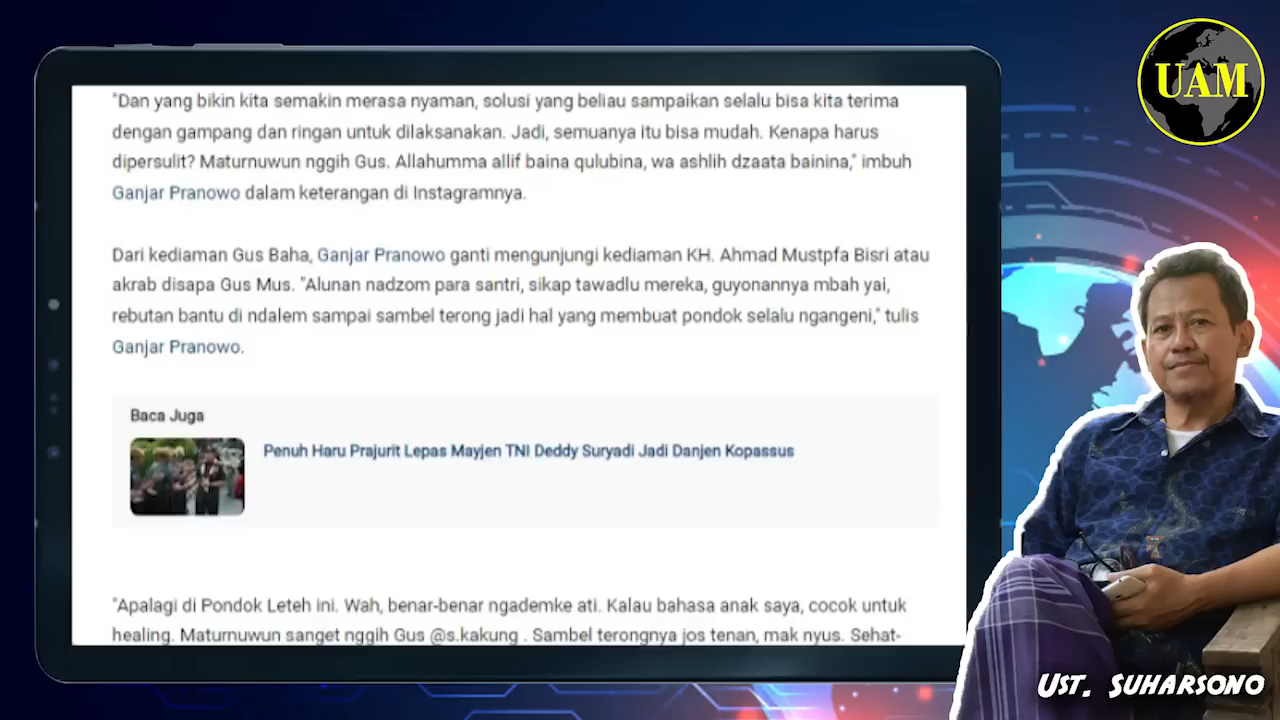 UAM
"Dan yang bikin kita semakin merasa nyaman, solusi yang beliau sampaikan selalu bisa kita terima
dengan gampang dan ringan untuk dilaksanakan. Jadi, semuanya itu bisa mudah. Kenapa harus
dipersulit? Maturnuwun nggih Gus. Allahumma allif baina qulubina, wa ashlih dzaata bainina," imbuh
Ganjar Pranowo dalam keterangan di Instagramnya.
Dari kediaman Gus Baha, Ganjar Pranowo ganti mengunjungi kediaman KH. Ahmad Mustpfa Bisri atau
akrab disapa Gus Mus. "Alunan nadzom para santri, sikap tawadlu mereka, guyonannya mbah yai,
rebutan bantu di ndalem sampai sambel terong jadi hal yang membuat pondok selalu ngangeni," tulis
Ganjar Pranowo.
Baca Juga
Penuh Haru Prajurit Lepas Mayjen TNI Deddy Suryadi Jadi Danjen Kopassus
"Apalagi di Pondok Leteh ini. Wah, benar-benar ngademke ati. Kalau bahasa anak saya, cocok untuk
healing. Maturnuwun sanget nggih Gus @s.kakung . Sambel terongnya jos tenan, mak nyus. Sehat-
Ust. Suharsono